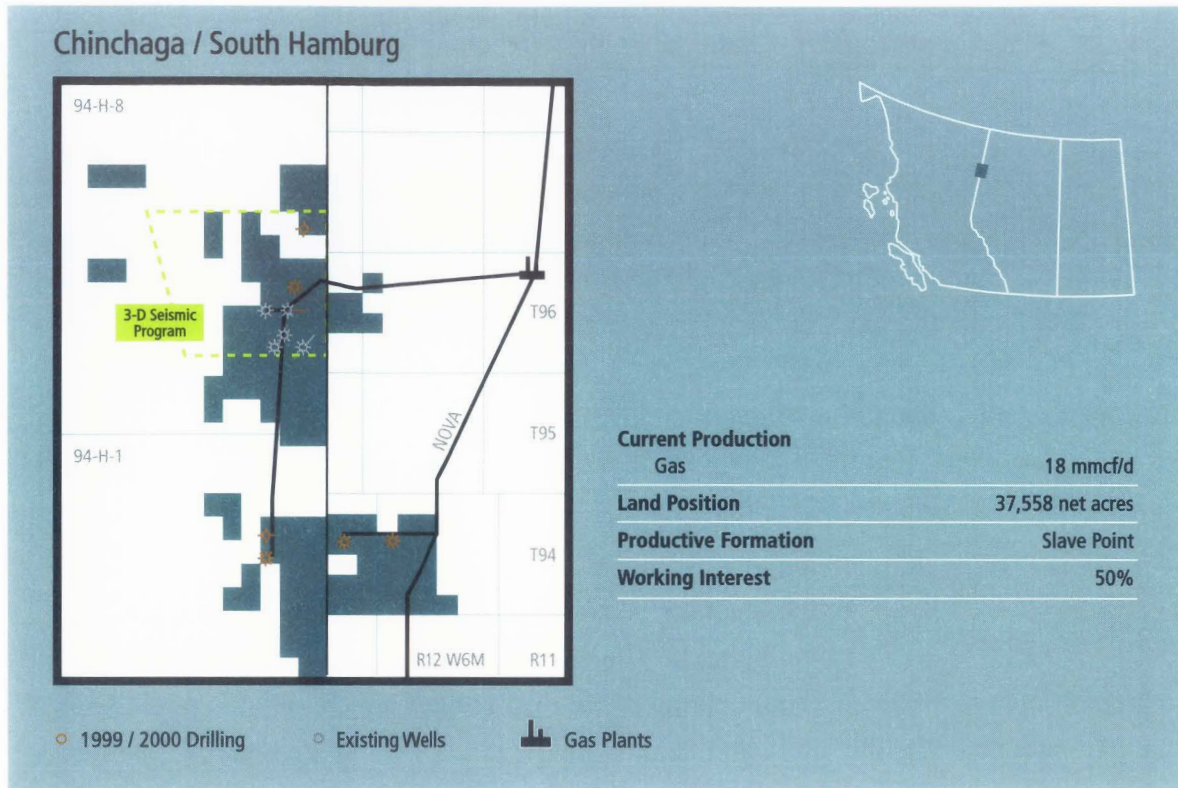 Chinchaga / South Hamburg
94-H-8
3-D Seismic
Program
T96
NOVA
T95
94-H-1
T94
R12 W6M
R11
1999 / 2000 Drilling
Existing Wells
Gas Plants
Current Production
Gas 18 mmcf/d
Land Position 37,558 net acres
Productive Formation Slave Point
Working Interest 50%